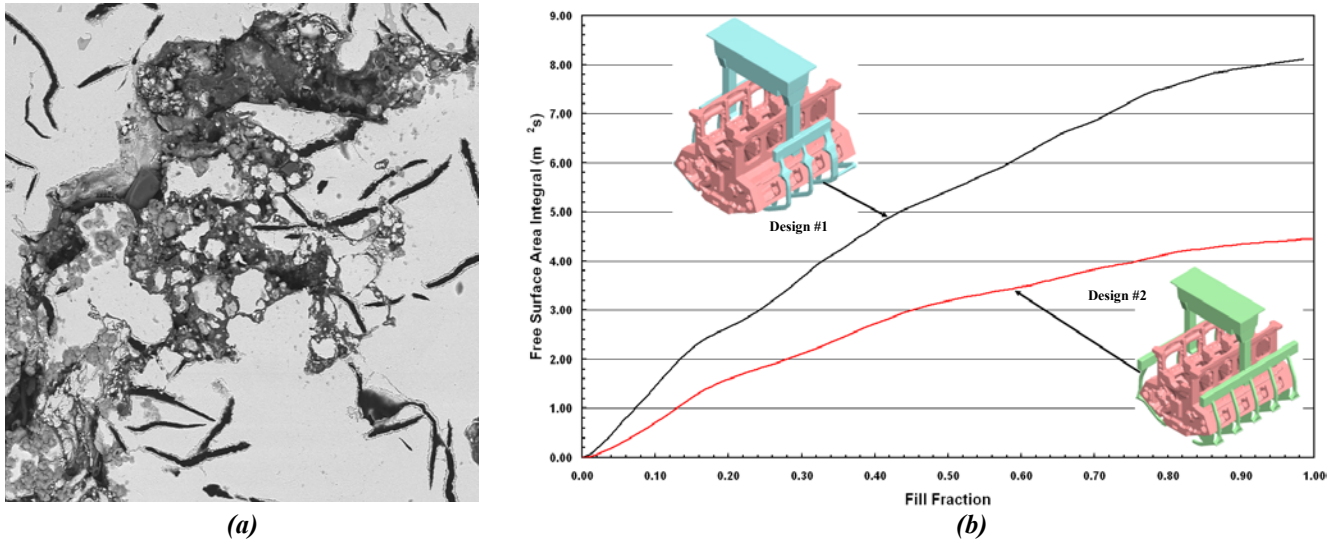 9.00
8.00
7.00
6.00
5.00
4.00
3.00
2.00
1.00
0.00
Free Surface Area Integral (m ²s)
Design #1
Design #2
0.00 0.10 0.20 0.30 0.40 0.50 0.60 0.70 0.80 0.90 1.00
Fill Fraction
(a)
(b)